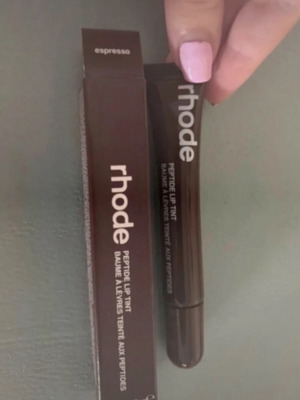 espresso
rhode
PEPTIDE LIP TINT
BAUME À LÈVRES TEINTÉ AUX PEPTIDES
rhode
PEPTIDE LIP TINT
BAUME À LÈVRES TEINTÉ AUX PEPTIDES